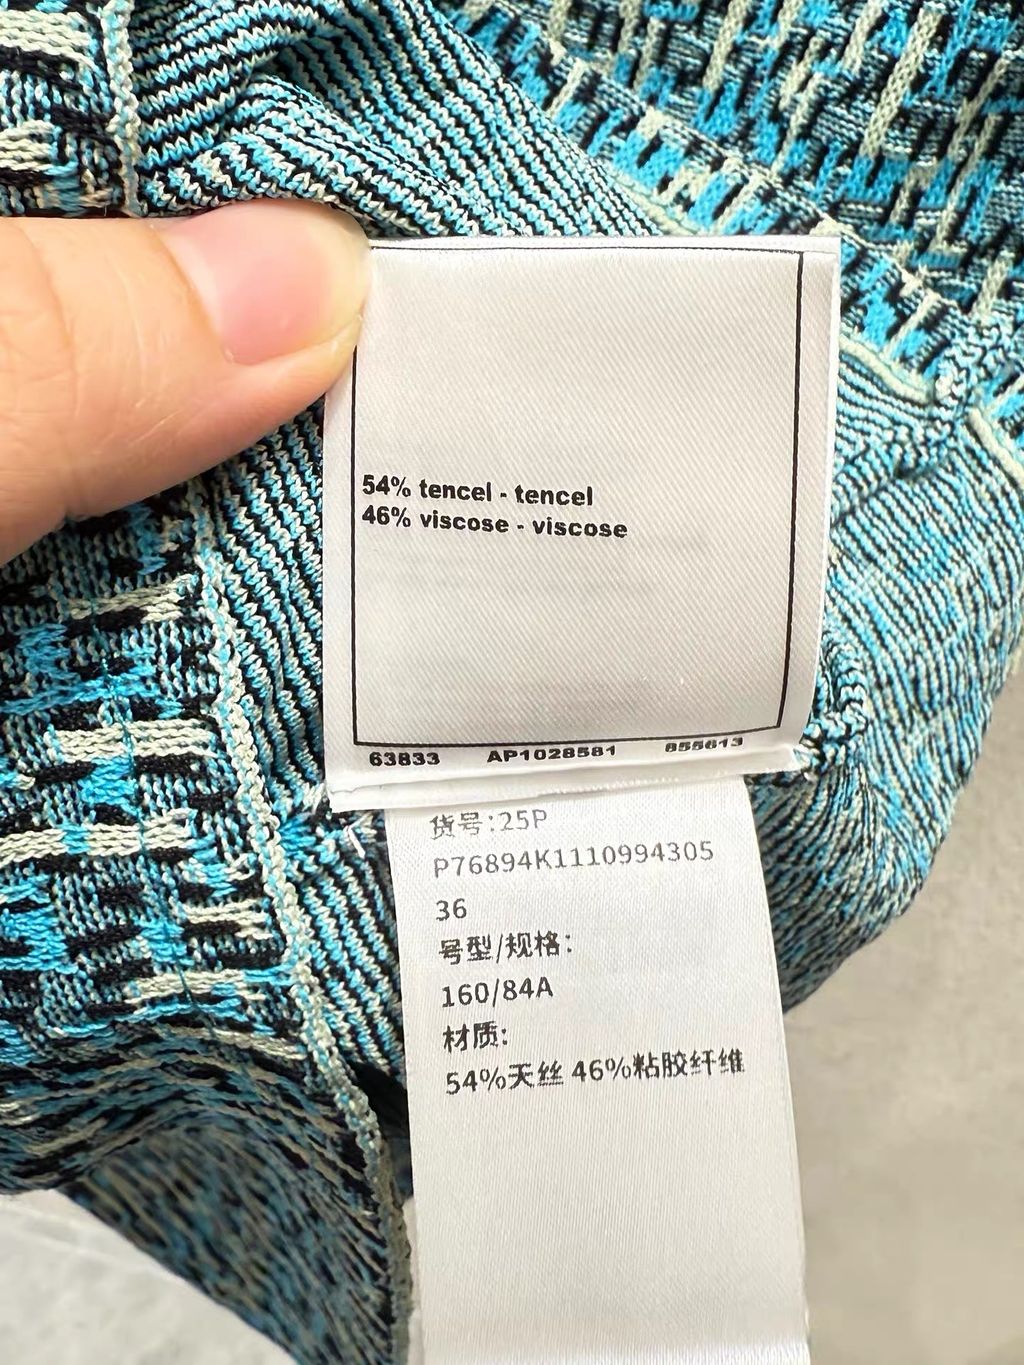 54% tencel - tencel
46% viscose - viscose
63833 AP1028581 855613
货号:25P
P76894K1110994305
36
号型/规格:
160/84A
材质:
54%天丝 46%粘胶纤维